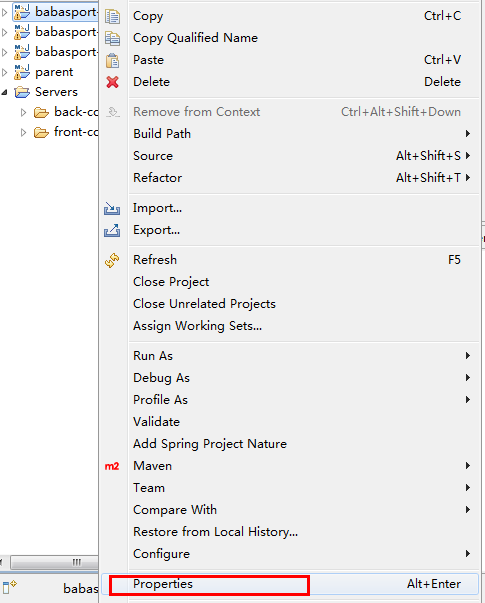 babasport-
babasport-
babasport-
parent
Servers
back-co
front-co
Copy Ctrl+C
Copy Qualified Name
Paste Ctrl+V
Delete Delete
Remove from Context Ctrl+Alt+Shift+Down
Build Path
Source Alt+Shift+S
Refactor Alt+Shift+T
Import...
Export...
Refresh F5
Close Project
Close Unrelated Projects
Assign Working Sets...
Run As
Debug As
Profile As
Validate
Add Spring Project Nature
m2 Maven
Team
Compare With
Restore from Local History...
Configure
Properties Alt+Enter
babas